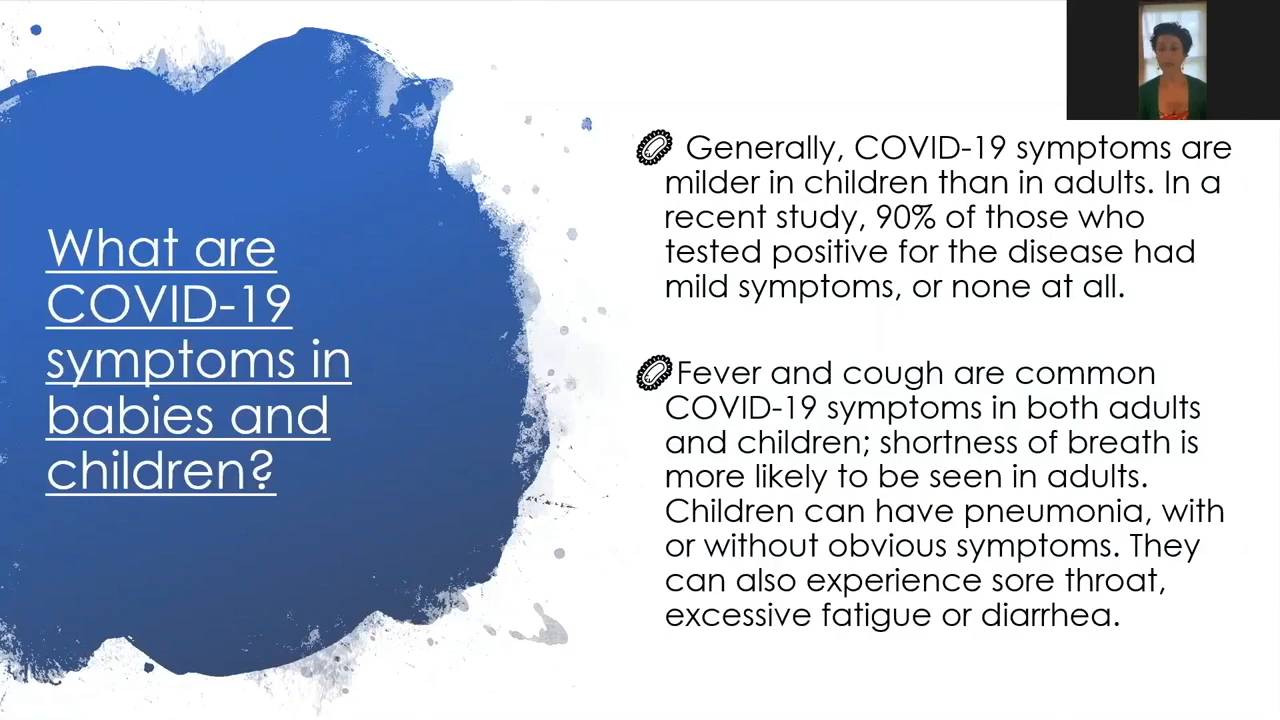 What are
COVID-19
symptoms in
babies and
children?
Generally, COVID-19 symptoms are
milder in children than in adults. In a
recent study, 90% of those who
tested positive for the disease had
mild symptoms, or none at all.
Fever and cough are common
COVID-19 symptoms in both adults
and children; shortness of breath is
more likely to be seen in adults.
Children can have pneumonia, with
or without obvious symptoms. They
can also experience sore throat,
excessive fatigue or diarrhea.